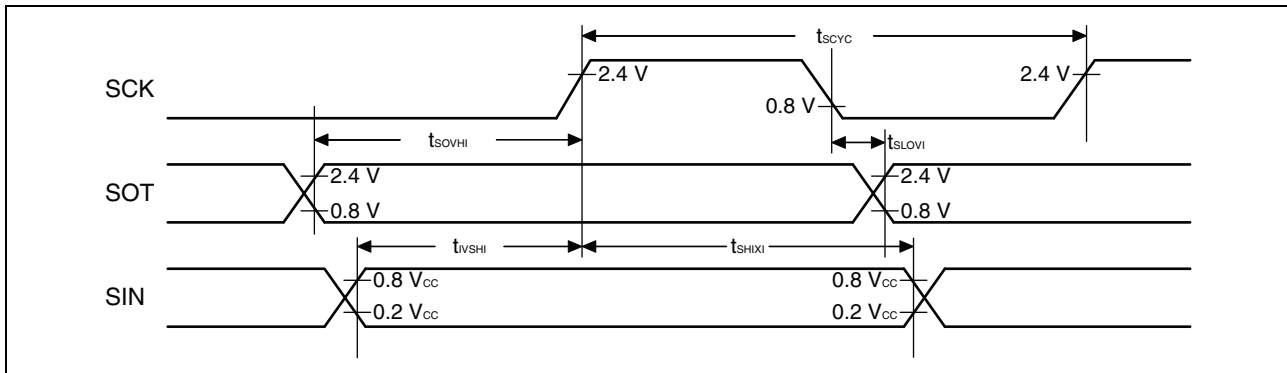 tSCYC
SCK
2.4 V
2.4 V
0.8 V
tSOVHI
tSLOVI
SOT
2.4 V
2.4 V
0.8 V
0.8 V
tIVSHI
tSHIXI
SIN
0.8 VCC
0.8 VCC
0.2 VCC
0.2 VCC